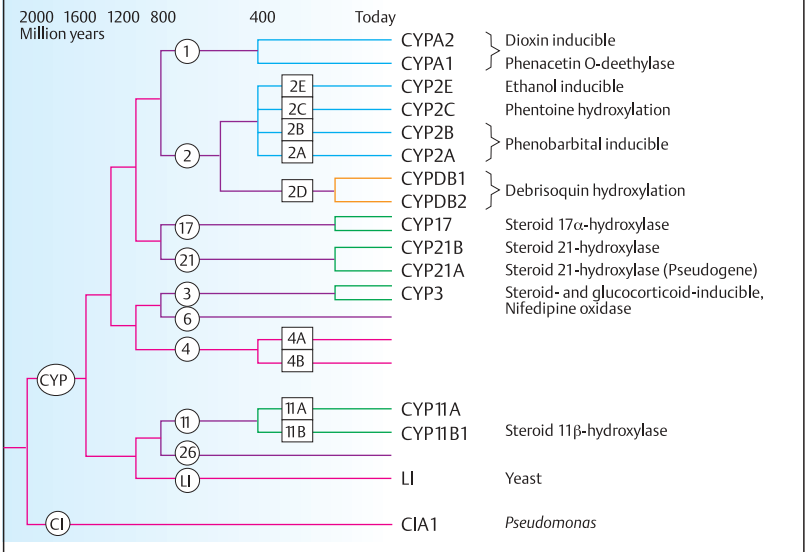 2000 1600 1200 800 400 Today
Million years
1 CYPA2 Dioxin inducible
CYPA1 Phenacetin O-deethylase
2E CYP2E Ethanol inducible
2C CYP2C Phentoine hydroxylation
2B CYP2B
Phenobarbital inducible
2 2A CYP2A
CYPDB1
2D Debrisoquin hydroxylation
CYPDB2
17 CYP17 Steroid 17α-hydroxylase
CYP21B Steroid 21-hydroxylase
21
CYP21A Steroid 21-hydroxylase (Pseudogene)
3 CYP3 Steroid- and glucocorticoid-inducible,
Nifedipine oxidase
6
4A
4
4B
CYP
11A CYP11A
11
11B CYP11B1 Steroid 11β-hydroxylase
26
LI LI Yeast
CI CIA1 Pseudomonas